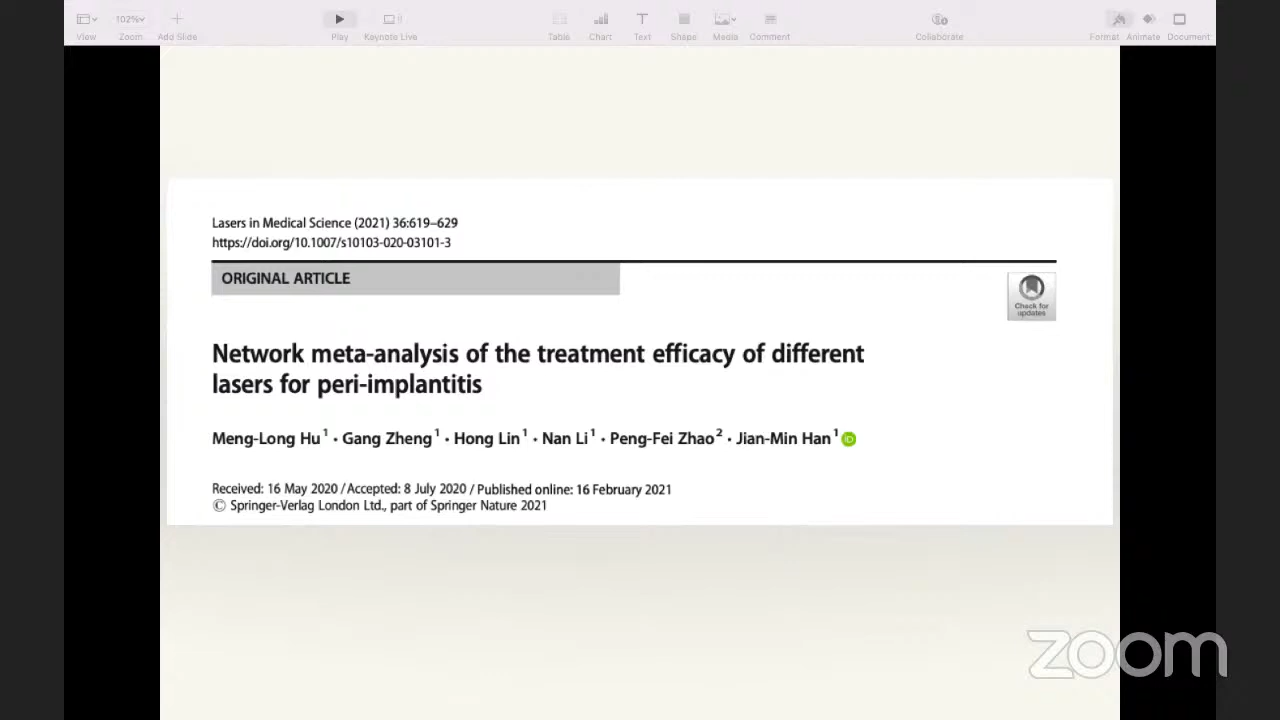 View
102%
Zoom
Add Slide
Play
Keynote Live
Table
Chart
Text
Shape
Media
Comment
Collaborate
Format
Animate
Document
Lasers in Medical Science (2021) 36:619–629
https://doi.org/10.1007/s10103-020-03101-3
ORIGINAL ARTICLE
Check for
updates
Network meta-analysis of the treatment efficacy of different
lasers for peri-implantitis
Meng-Long Hu1 · Gang Zheng1 · Hong Lin1 · Nan Li1 · Peng-Fei Zhao2 · Jian-Min Han1 iD
Received: 16 May 2020 / Accepted: 8 July 2020 / Published online: 16 February 2021
© Springer-Verlag London Ltd., part of Springer Nature 2021
zoom